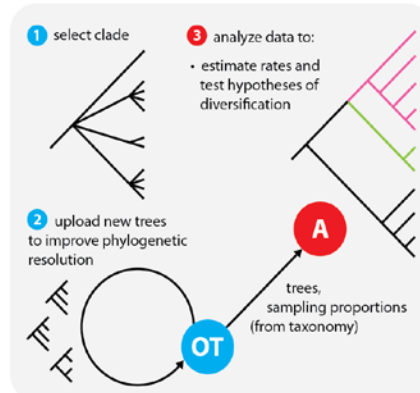 1 select clade
3 analyze data to:
• estimate rates and
test hypotheses of
diversification
2 upload new trees
to improve phylogenetic
resolution
A
OT
trees,
sampling proportions
(from taxonomy)